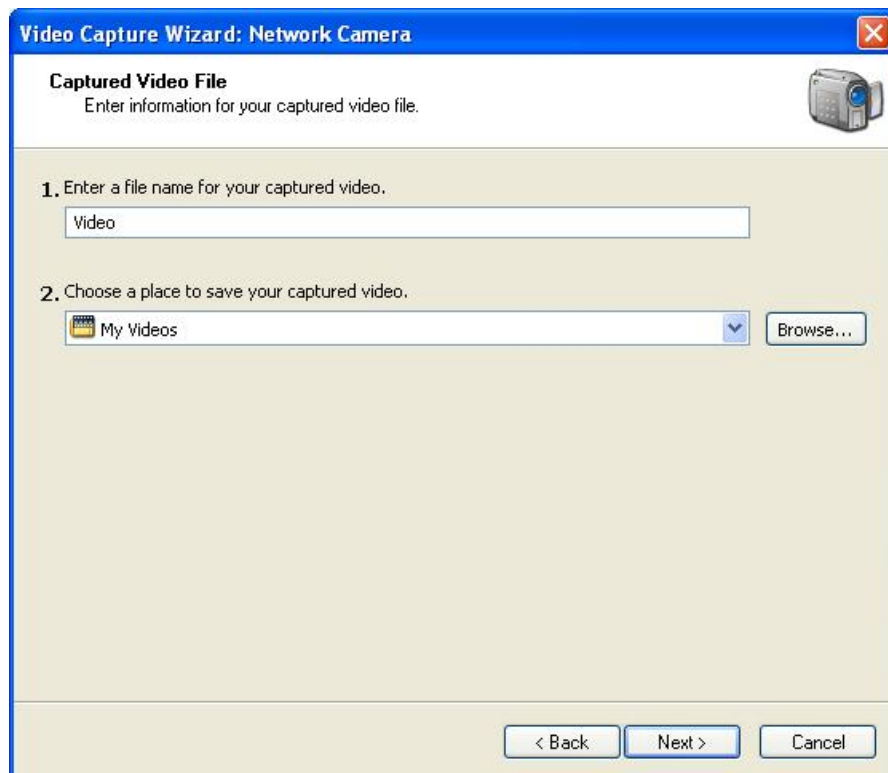 Video Capture Wizard: Network Camera
Captured Video File
Enter information for your captured video file.
1. Enter a file name for your captured video.
Video
2. Choose a place to save your captured video.
My Videos
Browse...
< Back
Next >
Cancel